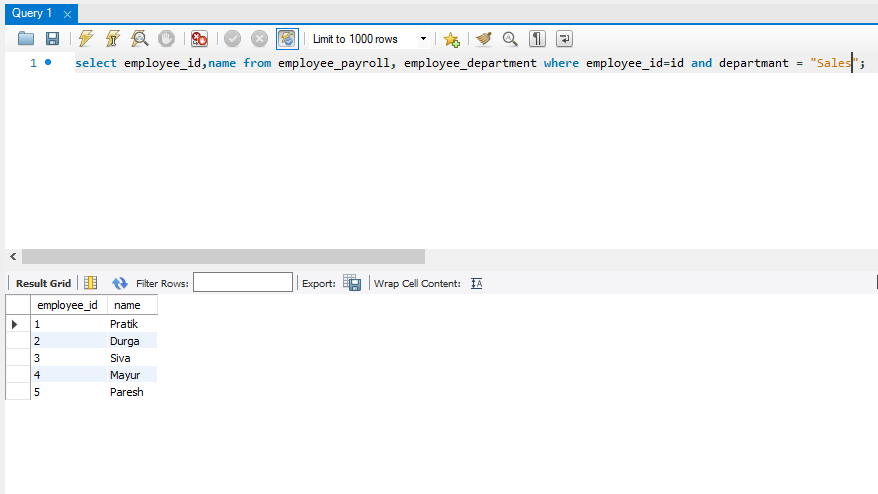 Query 1
Limit to 1000 rows
1 select employee_id,name from employee_payroll, employee_department where employee_id=id and departmant = "Sales";
Result Grid Filter Rows: Export: Wrap Cell Content:
employee_id name
1 Pratik
2 Durga
3 Siva
4 Mayur
5 Paresh